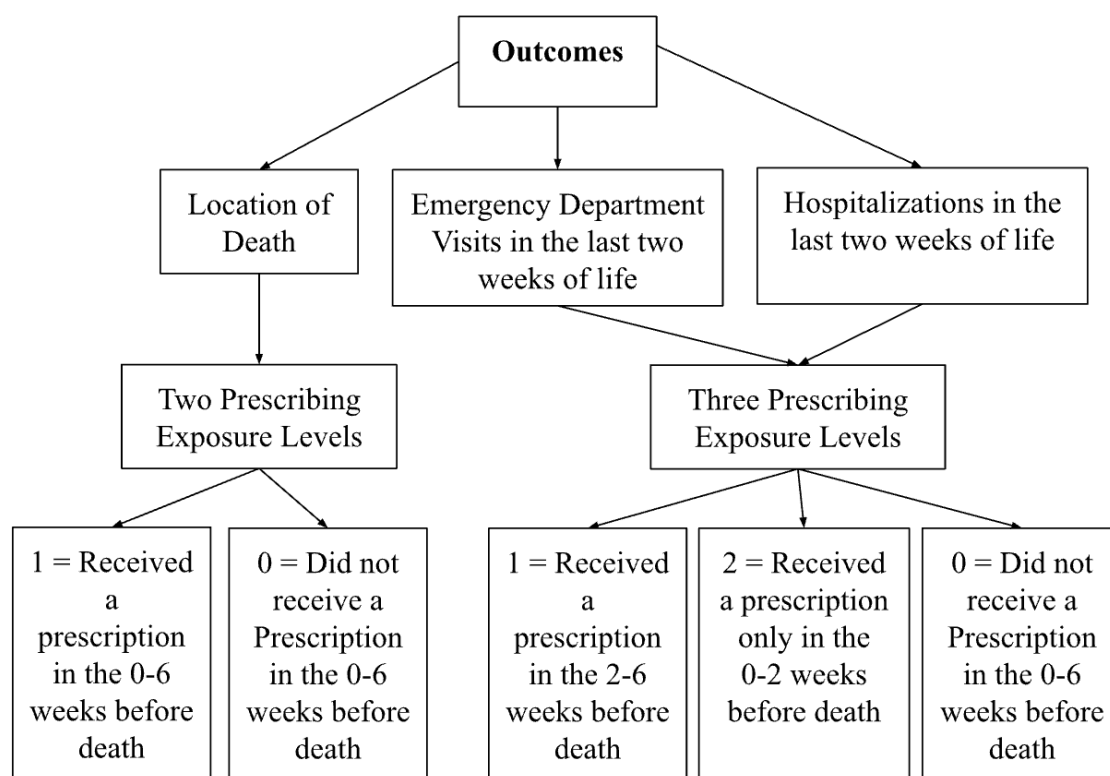 Outcomes
Location of
Death
Emergency Department
Visits in the last two
weeks of life
Hospitalizations in the
last two weeks of life
Two Prescribing
Exposure Levels
Three Prescribing
Exposure Levels
1 = Received
a
prescription
in the 0-6
weeks before
death
0 = Did not
receive a
Prescription
in the 0-6
weeks before
death
1 = Received
a
prescription
in the 2-6
weeks before
death
2 = Received
a prescription
only in the
0-2 weeks
before death
0 = Did not
receive a
Prescription
in the 0-6
weeks before
death